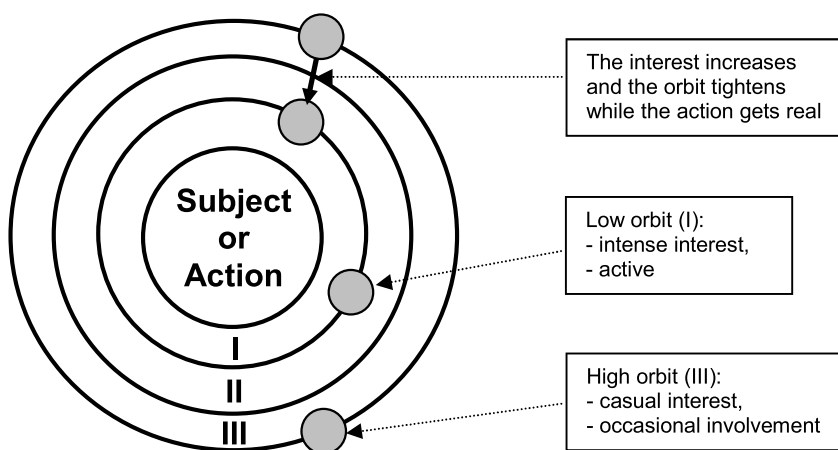 Subject
or
Action
I
II
III
The interest increases
and the orbit tightens
while the action gets real
Low orbit (I):
- intense interest,
- active
High orbit (III):
- casual interest,
- occasional involvement